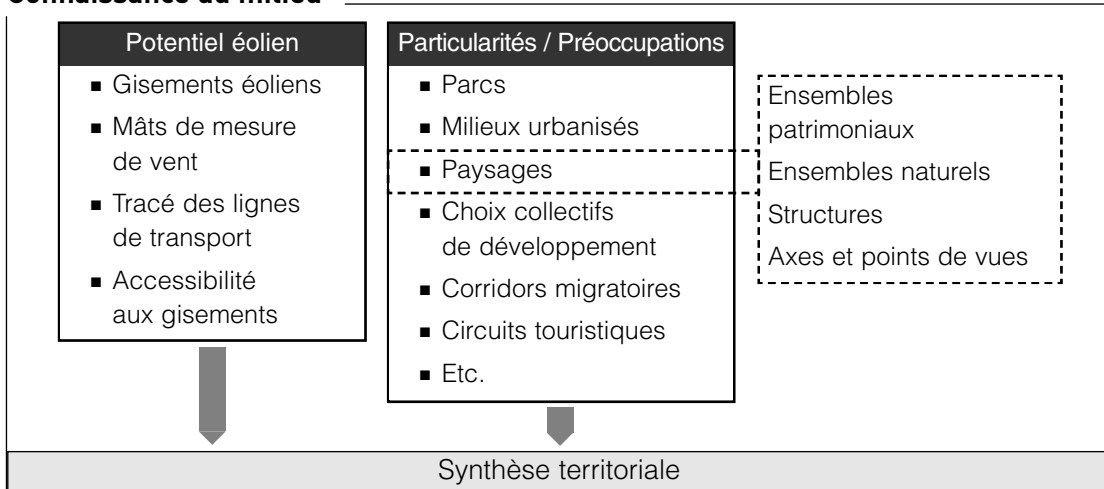 Connaissance du milieu
Potentiel éolien
■ Gisements éoliens
■ Mâts de mesure
de vent
■ Tracé des lignes
de transport
■ Accessibilité
aux gisements
Particularités / Préoccupations
■ Parcs
■ Milieux urbanisés
■ Paysages
■ Choix collectifs
de développement
■ Corridors migratoires
■ Circuits touristiques
■ Etc.
Ensembles
patrimoniaux
Ensembles naturels
Structures
Axes et points de vues
Synthèse territoriale